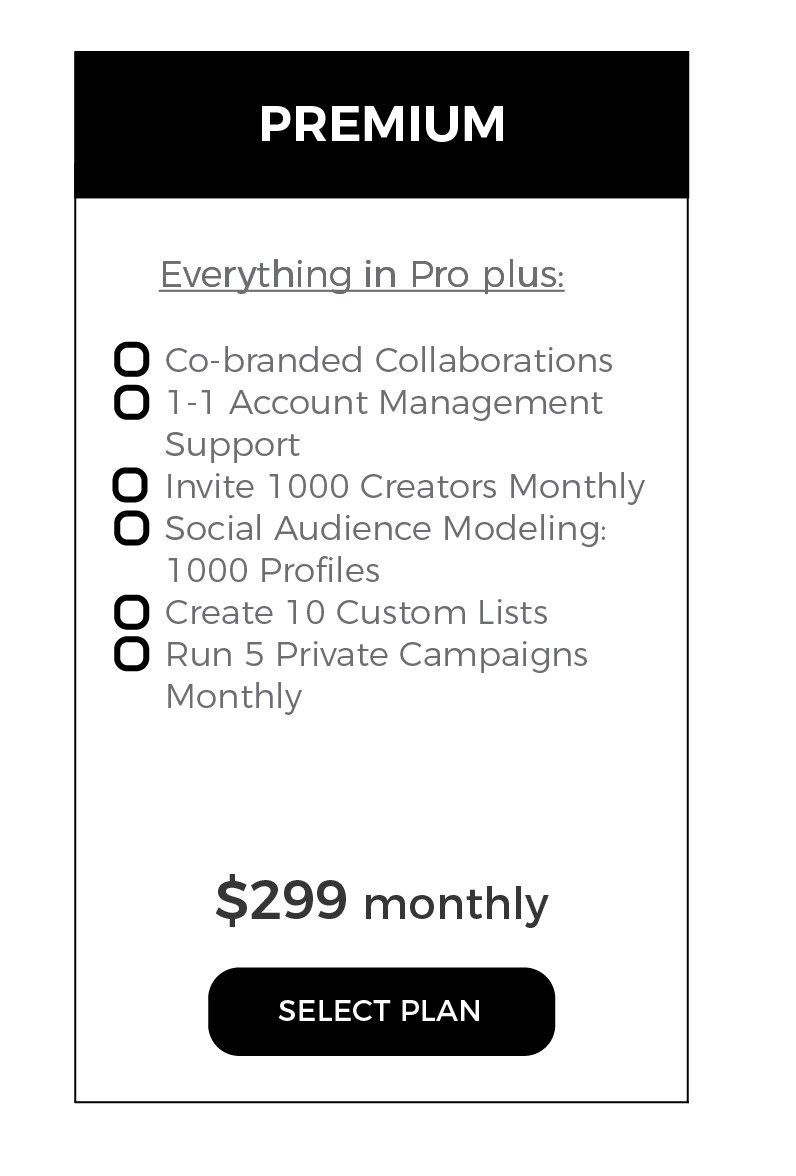 PREMIUM
Everything in Pro plus:
Co-branded Collaborations
1-1 Account Management
Support
Invite 1000 Creators Monthly
Social Audience Modeling:
1000 Profiles
Create 10 Custom Lists
Run 5 Private Campaigns
Monthly
$299 monthly
SELECT PLAN